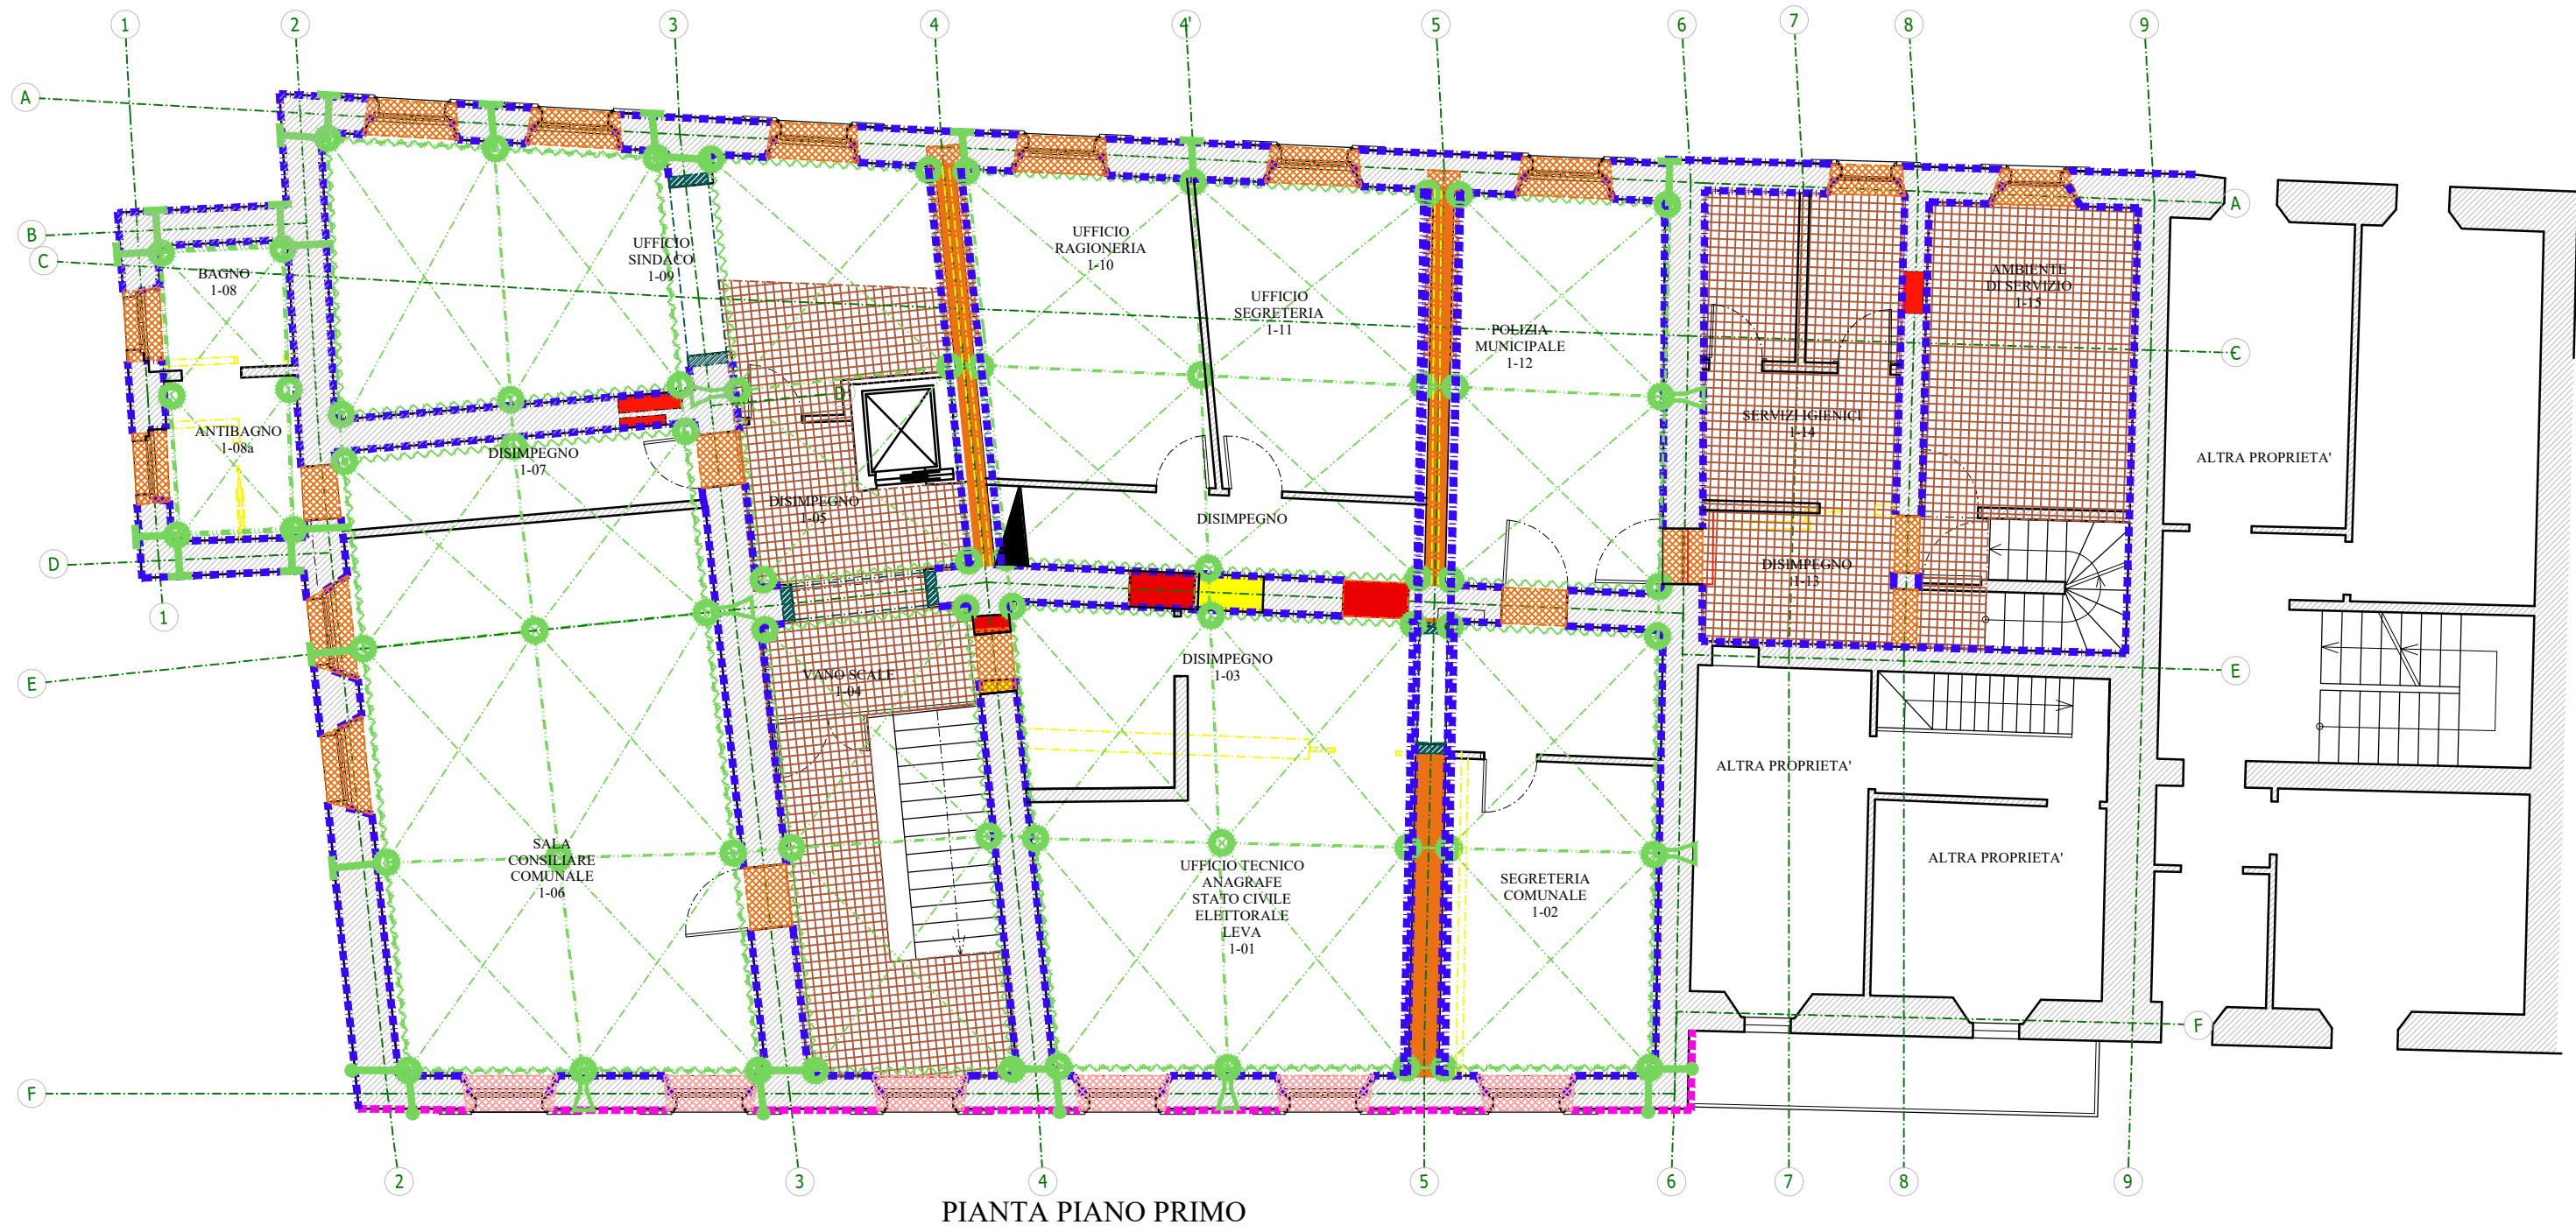 1
2
3
4
4'
5
6
7
8
9
A
A
B
C
UFFICIO
SINDACO
1-09
UFFICIO
RAGIONERIA
1-10
BAGNO
1-08
AMBIENTE
DI SERVIZIO
1-15
UFFICIO
SEGRETERIA
1-11
POLIZIA
MUNICIPALE
1-12
C
D
ANTIBAGNO
1-08a
SERVIZI IGIENICI
1-14
DISIMPEGNO
1-07
ALTRA PROPRIETA'
DISIMPEGNO
1-05
DISIMPEGNO
D
DISIMPEGNO
1-13
1
E
VANO SCALE
1-04
DISIMPEGNO
1-03
E
ALTRA PROPRIETA'
SALA
CONSILIARE
COMUNALE
1-06
UFFICIO TECNICO
ANAGRAFE
STATO CIVILE
ELETTORALE
LEVA
1-01
SEGRETERIA
COMUNALE
1-02
ALTRA PROPRIETA'
F
F
2
3
4
5
6
7
8
9
PIANTA PIANO PRIMO